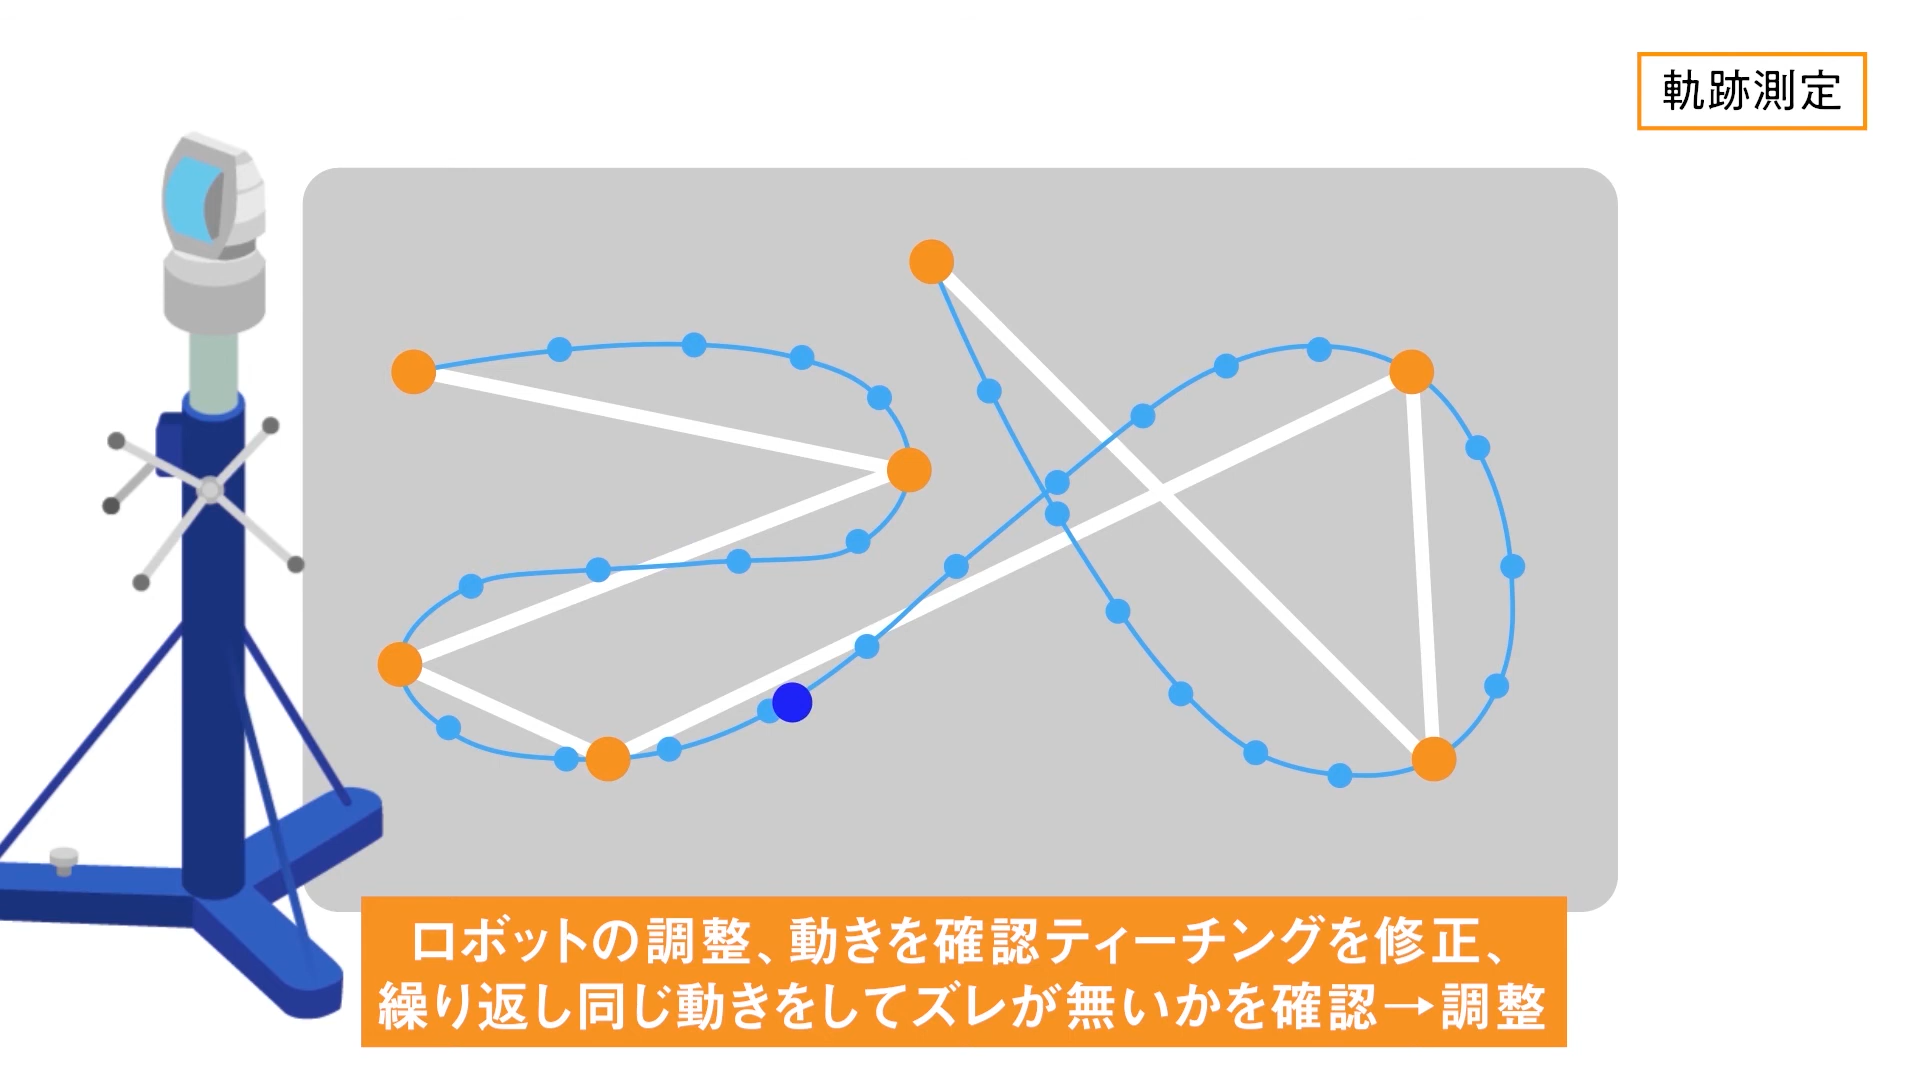 軌跡測定
ロボットの調整、動きを確認ティーチングを修正、
繰り返し同じ動きをしてズレが無いかを確認→調整